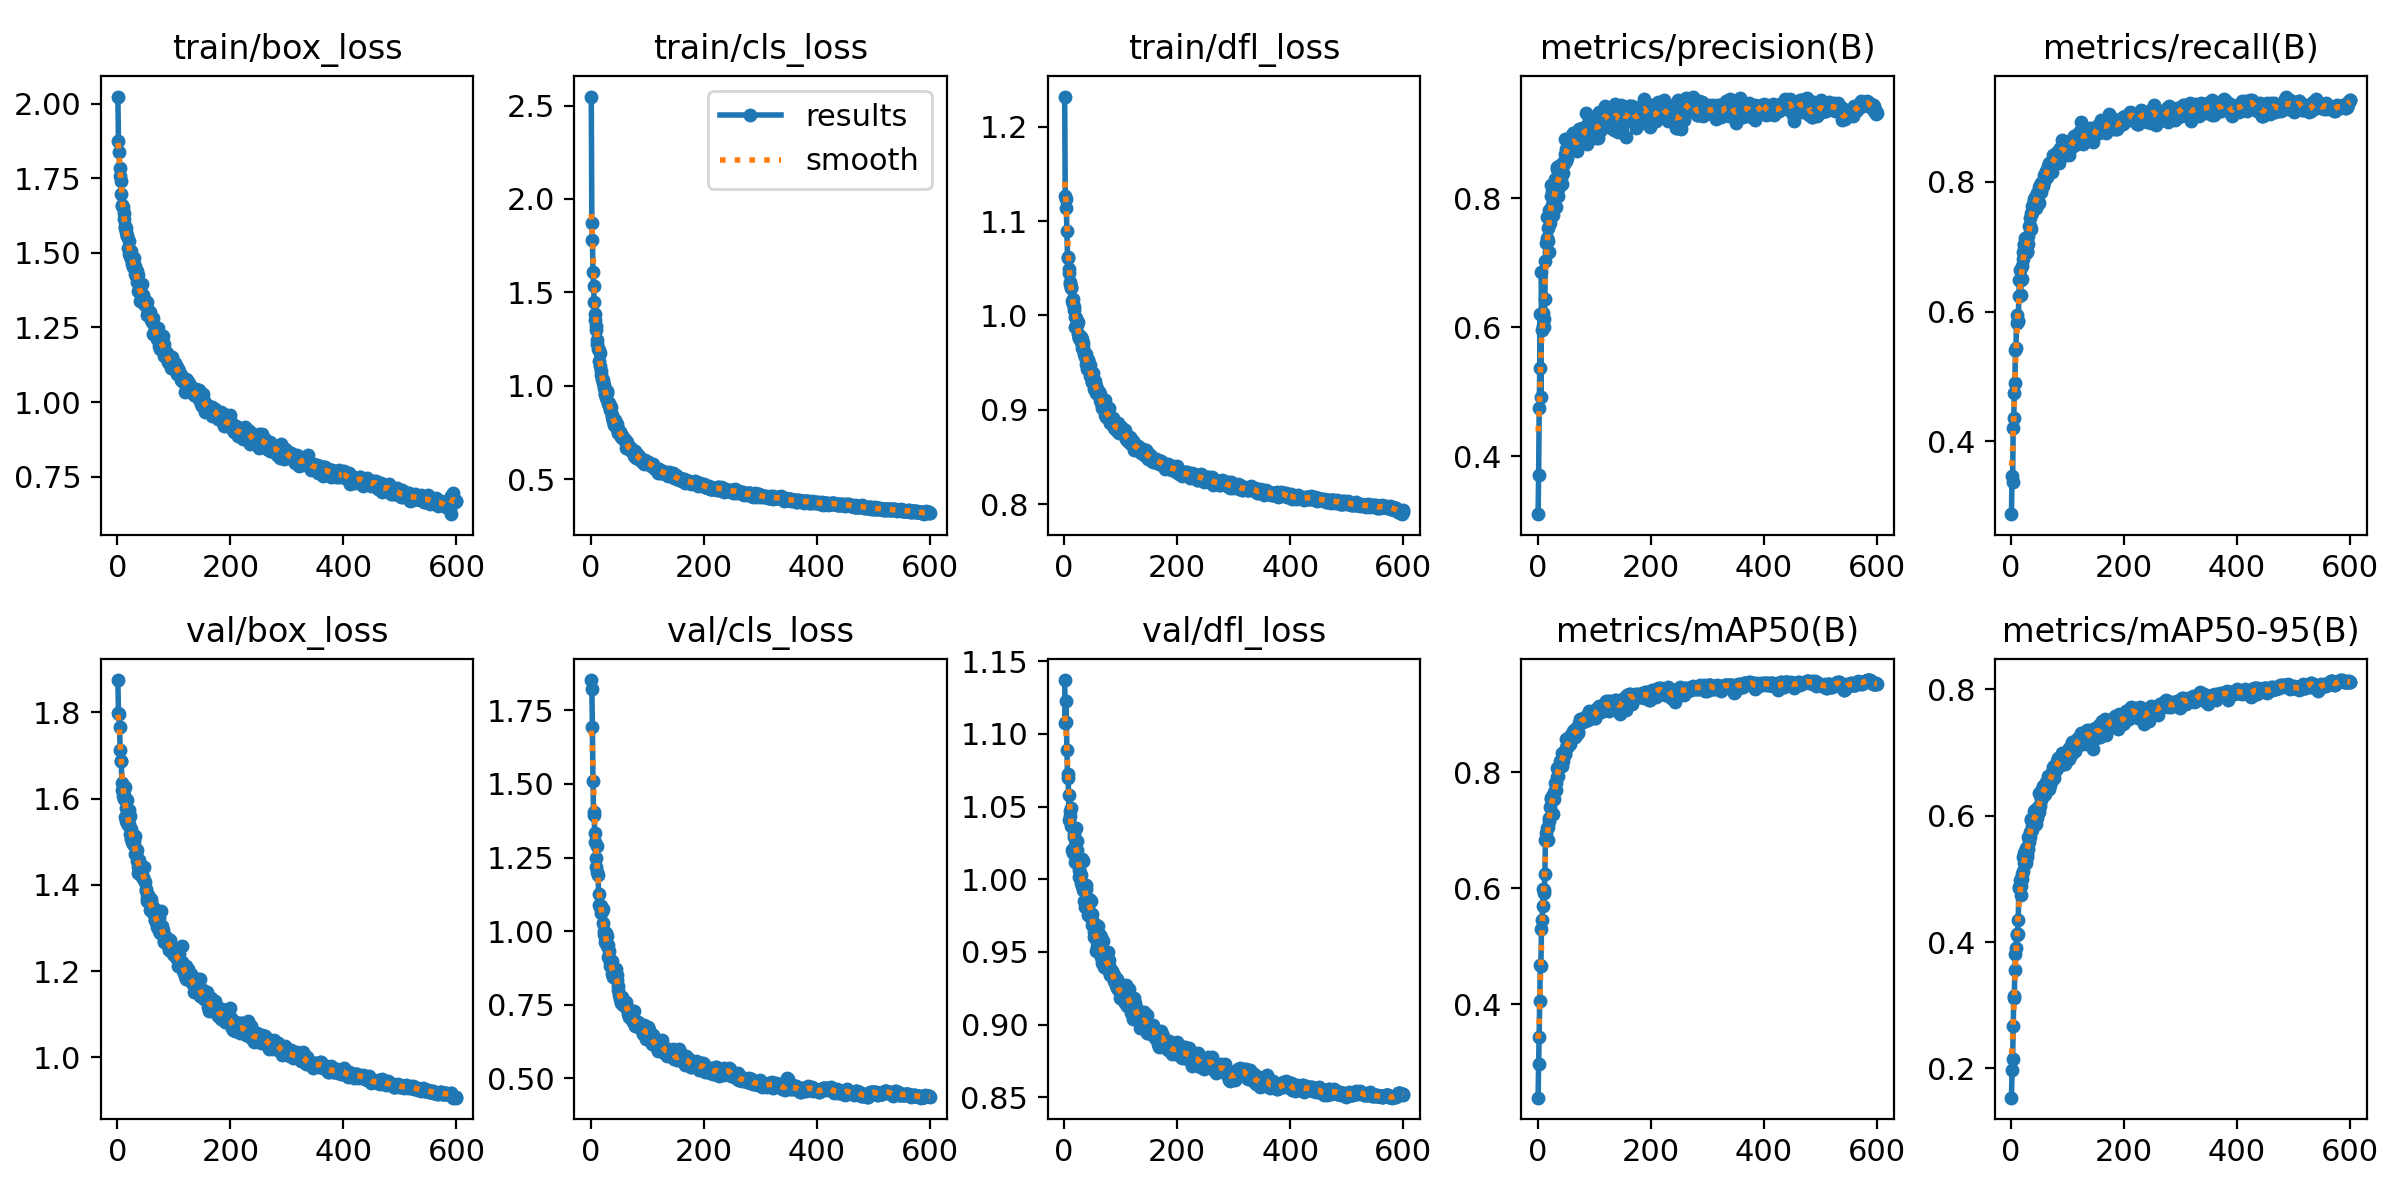 train/box_loss
2.00
1.75
1.50
1.25
1.00
0.75
0 200 400 600
train/cls_loss
results
smooth
2.5
2.0
1.5
1.0
0.5
0 200 400 600
train/dfl_loss
1.2
1.1
1.0
0.9
0.8
0 200 400 600
metrics/precision(B)
0.8
0.6
0.4
0 200 400 600
metrics/recall(B)
0.8
0.6
0.4
0 200 400 600
val/box_loss
1.8
1.6
1.4
1.2
1.0
0 200 400 600
val/cls_loss
1.75
1.50
1.25
1.00
0.75
0.50
0 200 400 600
val/dfl_loss
1.15
1.10
1.05
1.00
0.95
0.90
0.85
0 200 400 600
metrics/mAP50(B)
0.8
0.6
0.4
0 200 400 600
metrics/mAP50-95(B)
0.8
0.6
0.4
0.2
0 200 400 600